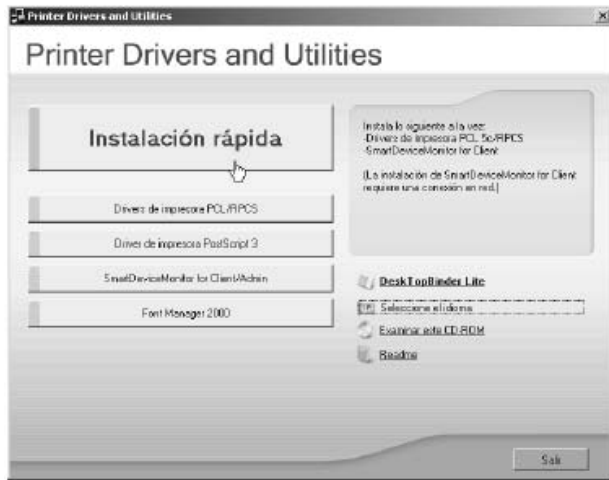 Printer Drivers and Utilities
Printer Drivers and Utilities
Instalación rápida
Instala lo siguiente a la vez:
-Drivers de impresora PCL 5c/RPCS
-SmartDeviceMonitor for Client
(La instalación de SmartDeviceMonitor for Client
requiere una conexión en red.)
Drivers de impresora PCL/RPCS
Driver de impresora PostScript 3
SmartDeviceMonitor for Client/Admin
Font Manager 2000
DeskTopBinder Lite
Seleccione el idioma
Examinar este CD-ROM
Readme
Salir